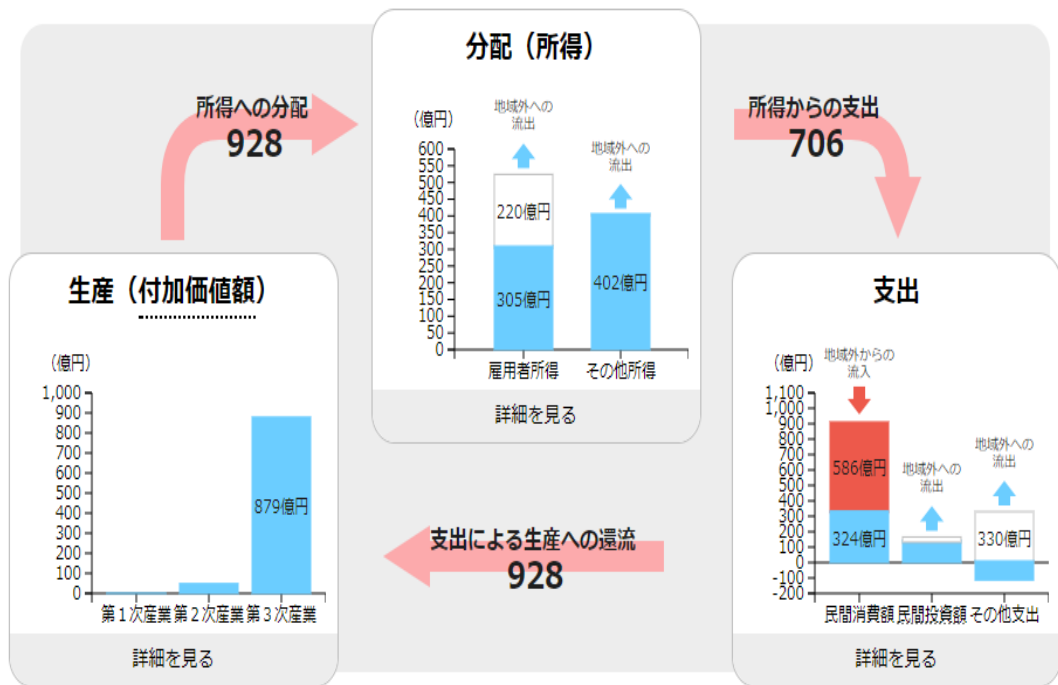 分配（所得）
所得への分配
928
所得からの支出
706
（億円）
地域外への
流出
地域外への
流出
600
550
500
450
400
350
300
250
200
150
100
50
0
220億円
305億円
402億円
雇用者所得
その他所得
詳細を見る
生産（付加価値額）
（億円）
1,000
900
800
700
600
500
400
300
200
100
0
879億円
第１次産業
第２次産業
第３次産業
詳細を見る
支出による生産への還流
928
支出
（億円）
地域外からの
流入
地域外への
流出
地域外への
流出
1,100
1,000
900
800
700
600
500
400
300
200
100
0
-100
-200
586億円
324億円
330億円
民間消費額
民間投資額
その他支出
詳細を見る